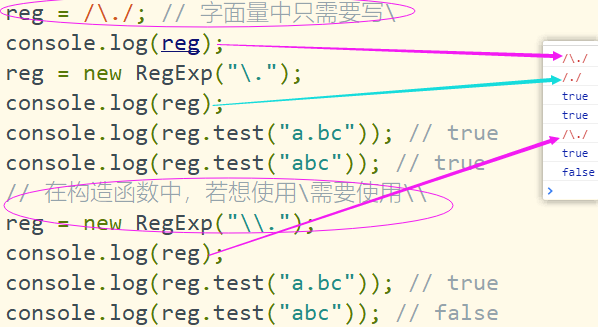 reg = /\./; // 字面量中只需要写\
console.log(reg);
reg = new RegExp("\.");
console.log(reg);
console.log(reg.test("a.bc")); // true
console.log(reg.test("abc")); // true
// 在构造函数中，若想使用\需要使用\\
reg = new RegExp("\\.");
console.log(reg);
console.log(reg.test("a.bc")); // true
console.log(reg.test("abc")); // false
/\./
/./
true
true
/\./
true
false
>